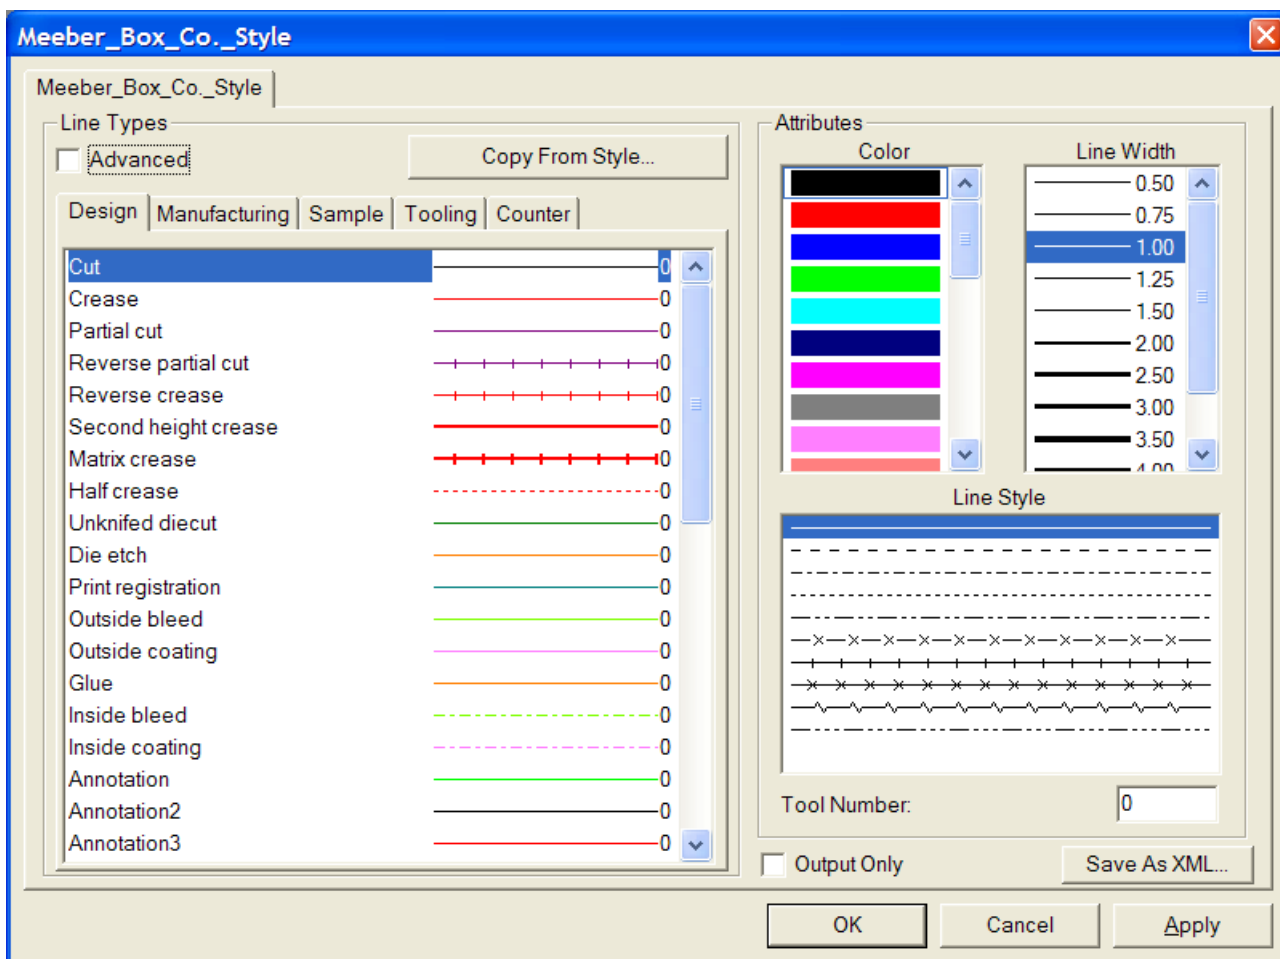 Meeber_Box_Co._Style
Meeber_Box_Co._Style
Line Types
Advanced
Copy From Style...
Design Manufacturing Sample Tooling Counter
Cut 0
Crease 0
Partial cut 0
Reverse partial cut 0
Reverse crease 0
Second height crease 0
Matrix crease 0
Half crease 0
Unknifed diecut 0
Die etch 0
Print registration 0
Outside bleed 0
Outside coating 0
Glue 0
Inside bleed 0
Inside coating 0
Annotation 0
Annotation2 0
Annotation3 0
Attributes
Color
Line Width
0.50
0.75
1.00
1.25
1.50
2.00
2.50
3.00
3.50
4.00
Line Style
Tool Number: 0
Output Only
Save As XML...
OK Cancel Apply